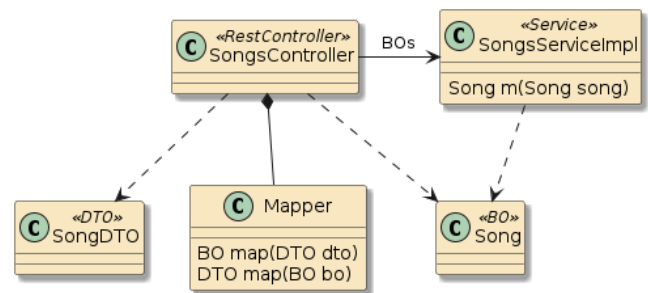 C «RestController»
SongsController
BOs
C «Service»
SongsServiceImpl
Song m(Song song)
C «DTO»
SongDTO
C Mapper
BO map(DTO dto)
DTO map(BO bo)
C «BO»
Song